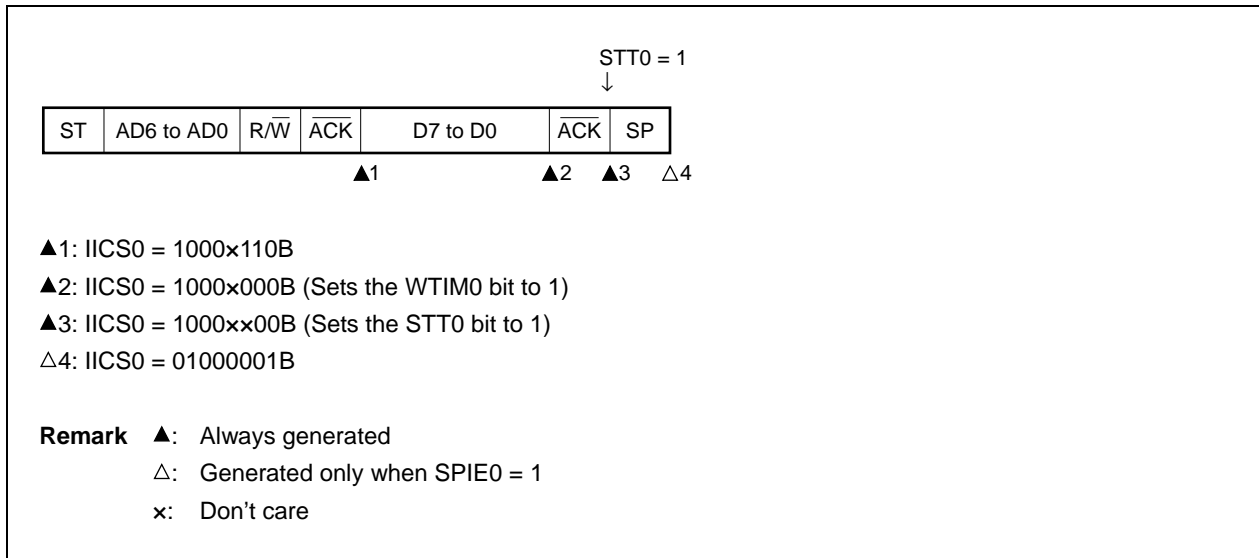 STT0 = 1
↓
ST AD6 to AD0 R/W̅ A̅C̅K̅ D7 to D0 A̅C̅K̅ SP
▲1 ▲2 ▲3 △4
▲1: IICS0 = 1000×110B
▲2: IICS0 = 1000×000B (Sets the WTIM0 bit to 1)
▲3: IICS0 = 1000××00B (Sets the STT0 bit to 1)
△4: IICS0 = 01000001B
Remark ▲: Always generated
△: Generated only when SPIE0 = 1
×: Don't care